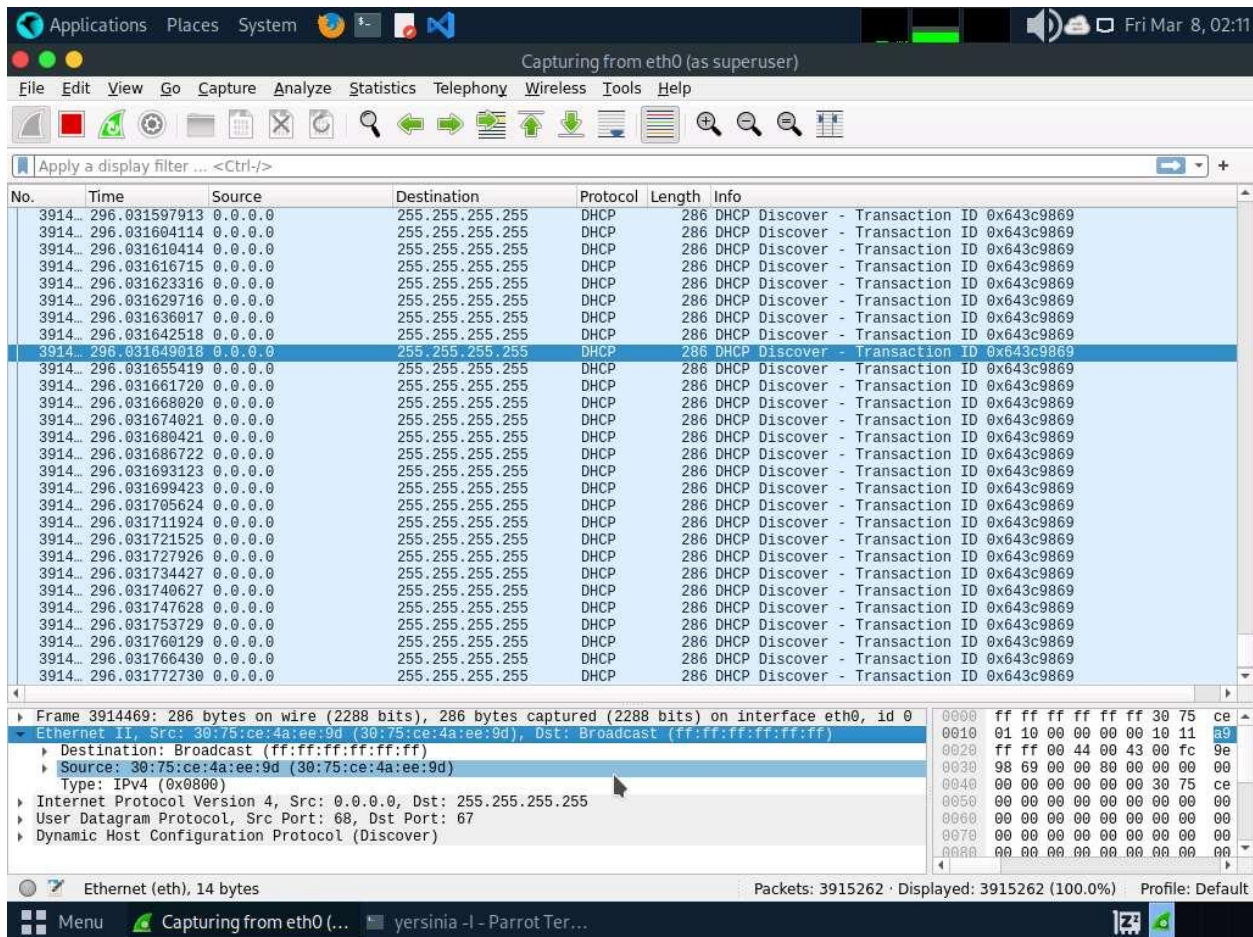 Applications Places System Fri Mar 8, 02:11
Capturing from eth0 (as superuser)
File Edit View Go Capture Analyze Statistics Telephony Wireless Tools Help
Apply a display filter ... <Ctrl-/>
No. Time Source Destination Protocol Length Info
3914… 296.031597913 0.0.0.0 255.255.255.255 DHCP 286 DHCP Discover - Transaction ID 0x643c9869
3914… 296.031604114 0.0.0.0 255.255.255.255 DHCP 286 DHCP Discover - Transaction ID 0x643c9869
3914… 296.031610414 0.0.0.0 255.255.255.255 DHCP 286 DHCP Discover - Transaction ID 0x643c9869
3914… 296.031616715 0.0.0.0 255.255.255.255 DHCP 286 DHCP Discover - Transaction ID 0x643c9869
3914… 296.031623316 0.0.0.0 255.255.255.255 DHCP 286 DHCP Discover - Transaction ID 0x643c9869
3914… 296.031629716 0.0.0.0 255.255.255.255 DHCP 286 DHCP Discover - Transaction ID 0x643c9869
3914… 296.031636017 0.0.0.0 255.255.255.255 DHCP 286 DHCP Discover - Transaction ID 0x643c9869
3914… 296.031642518 0.0.0.0 255.255.255.255 DHCP 286 DHCP Discover - Transaction ID 0x643c9869
3914… 296.031649018 0.0.0.0 255.255.255.255 DHCP 286 DHCP Discover - Transaction ID 0x643c9869
3914… 296.031655419 0.0.0.0 255.255.255.255 DHCP 286 DHCP Discover - Transaction ID 0x643c9869
3914… 296.031661720 0.0.0.0 255.255.255.255 DHCP 286 DHCP Discover - Transaction ID 0x643c9869
3914… 296.031668020 0.0.0.0 255.255.255.255 DHCP 286 DHCP Discover - Transaction ID 0x643c9869
3914… 296.031674021 0.0.0.0 255.255.255.255 DHCP 286 DHCP Discover - Transaction ID 0x643c9869
3914… 296.031680421 0.0.0.0 255.255.255.255 DHCP 286 DHCP Discover - Transaction ID 0x643c9869
3914… 296.031686722 0.0.0.0 255.255.255.255 DHCP 286 DHCP Discover - Transaction ID 0x643c9869
3914… 296.031693123 0.0.0.0 255.255.255.255 DHCP 286 DHCP Discover - Transaction ID 0x643c9869
3914… 296.031699423 0.0.0.0 255.255.255.255 DHCP 286 DHCP Discover - Transaction ID 0x643c9869
3914… 296.031705624 0.0.0.0 255.255.255.255 DHCP 286 DHCP Discover - Transaction ID 0x643c9869
3914… 296.031711924 0.0.0.0 255.255.255.255 DHCP 286 DHCP Discover - Transaction ID 0x643c9869
3914… 296.031721525 0.0.0.0 255.255.255.255 DHCP 286 DHCP Discover - Transaction ID 0x643c9869
3914… 296.031727926 0.0.0.0 255.255.255.255 DHCP 286 DHCP Discover - Transaction ID 0x643c9869
3914… 296.031734427 0.0.0.0 255.255.255.255 DHCP 286 DHCP Discover - Transaction ID 0x643c9869
3914… 296.031740627 0.0.0.0 255.255.255.255 DHCP 286 DHCP Discover - Transaction ID 0x643c9869
3914… 296.031747628 0.0.0.0 255.255.255.255 DHCP 286 DHCP Discover - Transaction ID 0x643c9869
3914… 296.031753729 0.0.0.0 255.255.255.255 DHCP 286 DHCP Discover - Transaction ID 0x643c9869
3914… 296.031760129 0.0.0.0 255.255.255.255 DHCP 286 DHCP Discover - Transaction ID 0x643c9869
3914… 296.031766430 0.0.0.0 255.255.255.255 DHCP 286 DHCP Discover - Transaction ID 0x643c9869
3914… 296.031772730 0.0.0.0 255.255.255.255 DHCP 286 DHCP Discover - Transaction ID 0x643c9869
Frame 3914469: 286 bytes on wire (2288 bits), 286 bytes captured (2288 bits) on interface eth0, id 0
Ethernet II, Src: 30:75:ce:4a:ee:9d (30:75:ce:4a:ee:9d), Dst: Broadcast (ff:ff:ff:ff:ff:ff)
Destination: Broadcast (ff:ff:ff:ff:ff:ff)
Source: 30:75:ce:4a:ee:9d (30:75:ce:4a:ee:9d)
Type: IPv4 (0x0800)
Internet Protocol Version 4, Src: 0.0.0.0, Dst: 255.255.255.255
User Datagram Protocol, Src Port: 68, Dst Port: 67
Dynamic Host Configuration Protocol (Discover)
0000 ff ff ff ff ff ff 30 75 ce
0010 01 10 00 00 00 00 10 11 a9
0020 ff ff 00 44 00 43 00 fc 9e
0030 98 69 00 00 80 00 00 00 00
0040 00 00 00 00 00 00 30 75 ce
0050 00 00 00 00 00 00 00 00 00
0060 00 00 00 00 00 00 00 00 00
0070 00 00 00 00 00 00 00 00 00
0080 00 00 00 00 00 00 00 00 00
Ethernet (eth), 14 bytes
Packets: 3915262 · Displayed: 3915262 (100.0%) Profile: Default
Menu Capturing from eth0 (... yersinia -I - Parrot Ter...